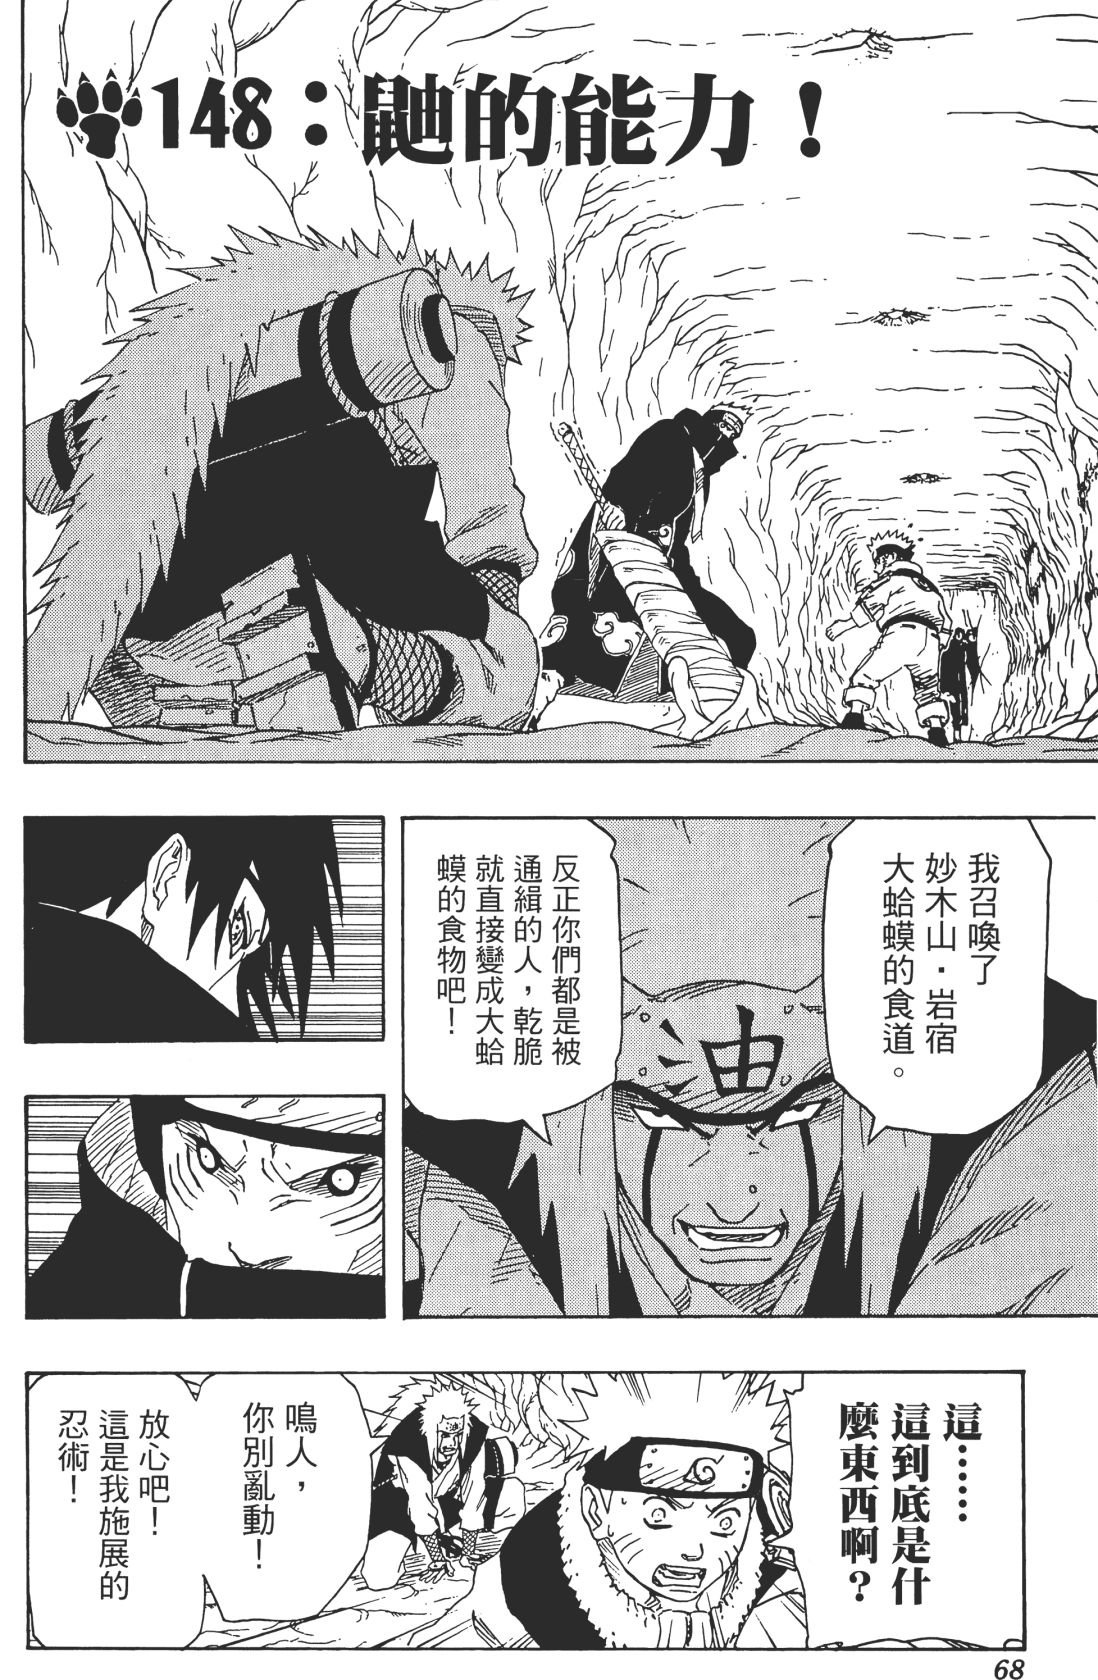 148：鼬的能力！
我召喚了
妙木山·岩宿
大蛤蟆的食道。
油
反正你們都是被
通緝的人，乾脆
就直接變成大蛤
蟆的食物吧！
這……
這到底是什
麼東西啊？
鳴人，
你別亂動！
放心吧！
這是我施展的
忍術！
68